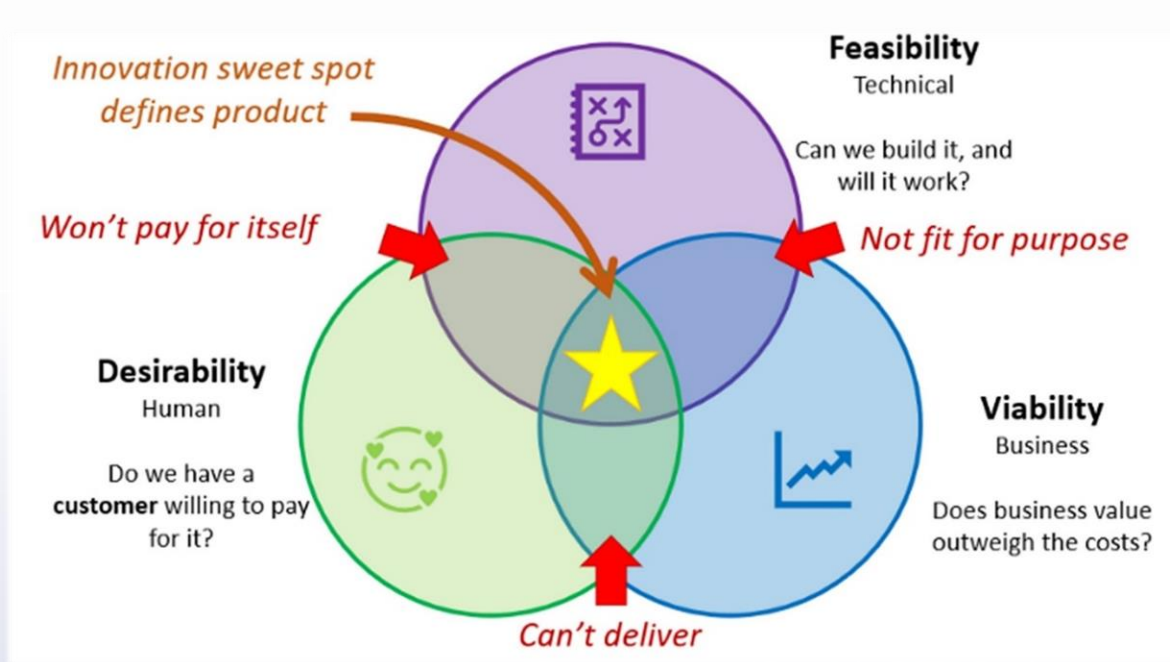 Innovation sweet spot
defines product
Feasibility
Technical
Can we build it, and
will it work?
Won't pay for itself
Not fit for purpose
Desirability
Human
Do we have a
customer willing to pay
for it?
Viability
Business
Does business value
outweigh the costs?
Can't deliver